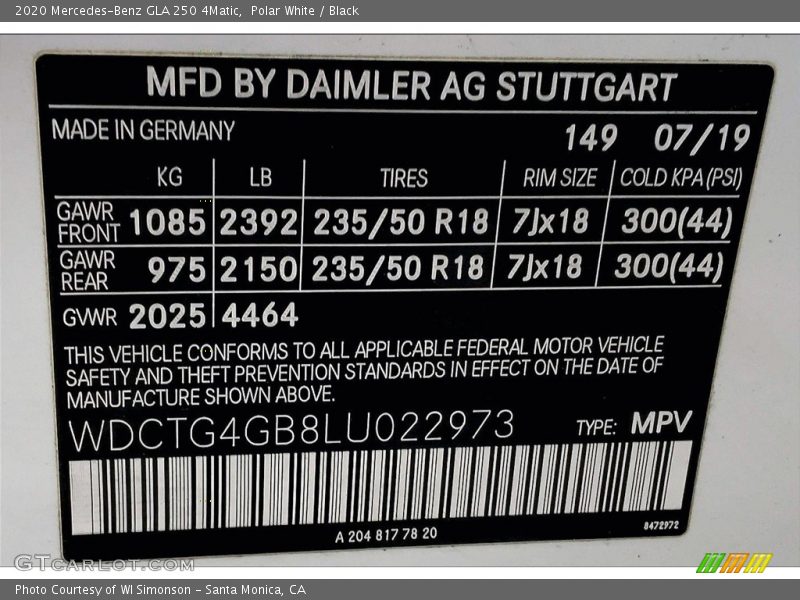 2020 Mercedes-Benz GLA 250 4Matic,  Polar White / Black
MFD BY DAIMLER AG STUTTGART
MADE IN GERMANY 149 07/19
KG LB TIRES RIM SIZE COLD KPA (PSI)
GAWR FRONT 1085 2392 235/50 R18 7Jx18 300(44)
GAWR REAR 975 2150 235/50 R18 7Jx18 300(44)
GVWR 2025 4464
THIS VEHICLE CONFORMS TO ALL APPLICABLE FEDERAL MOTOR VEHICLE
SAFETY AND THEFT PREVENTION STANDARDS IN EFFECT ON THE DATE OF
MANUFACTURE SHOWN ABOVE.
WDCTG4GB8LU022973 TYPE: MPV
A 204 817 78 20 8472972
GTCARLOT.COM
Photo Courtesy of WI Simonson - Santa Monica, CA